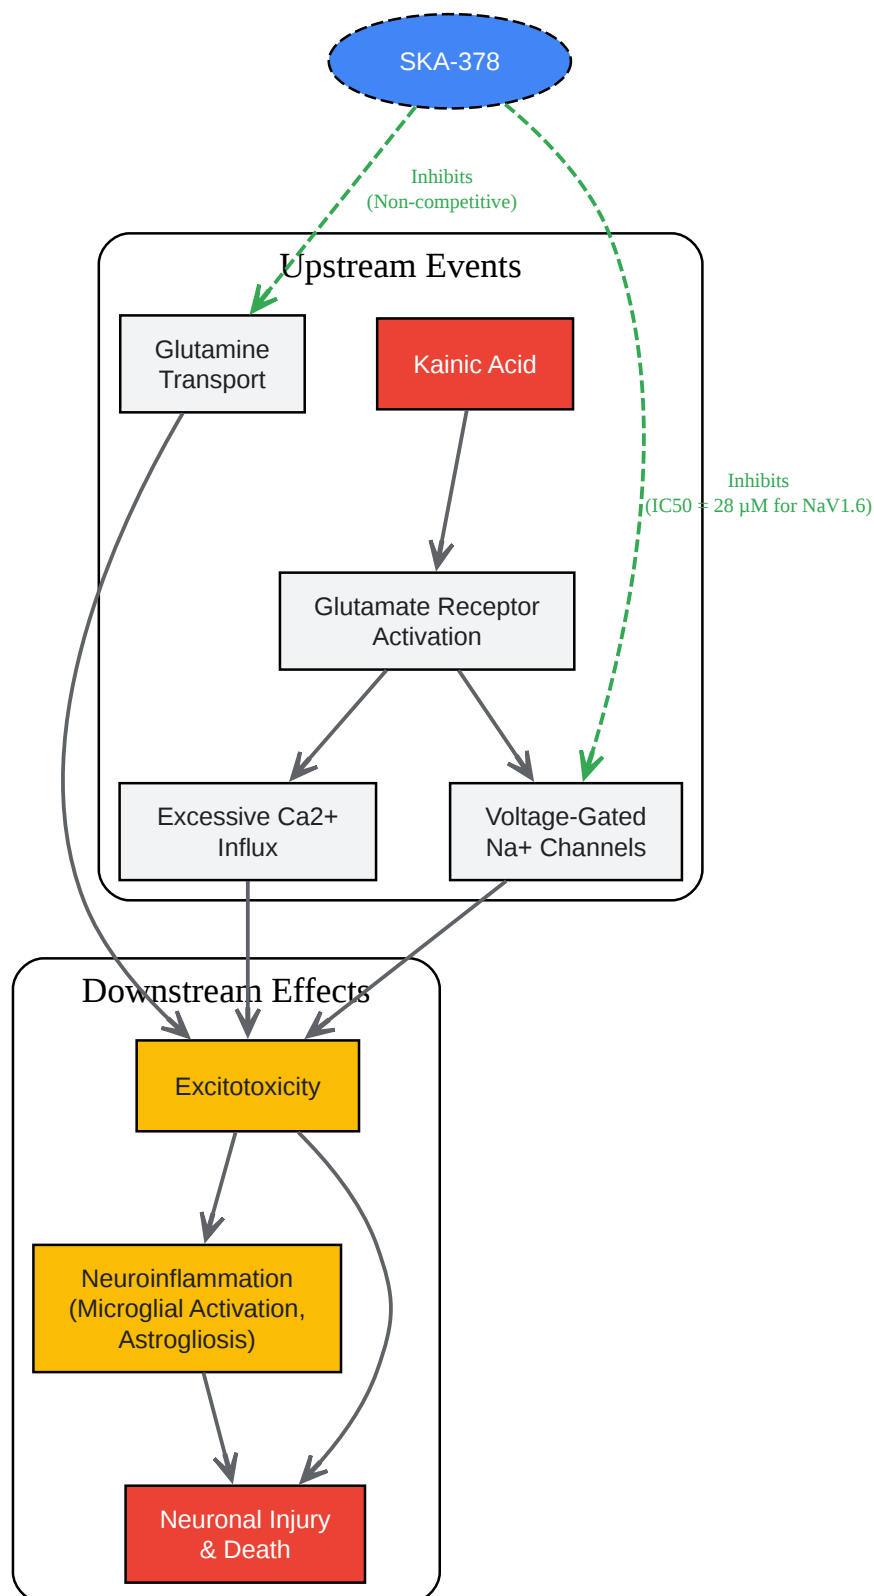 SKA-378
Inhibits
(Non-competitive)
Upstream Events
Glutamine
Transport
Kainic Acid
Inhibits
(IC50 = 28 µM for NaV1.6)
Glutamate Receptor
Activation
Excessive Ca2+
Influx
Voltage-Gated
Na+ Channels
Downstream Effects
Excitotoxicity
Neuroinflammation
(Microglial Activation,
Astrogliosis)
Neuronal Injury
& Death